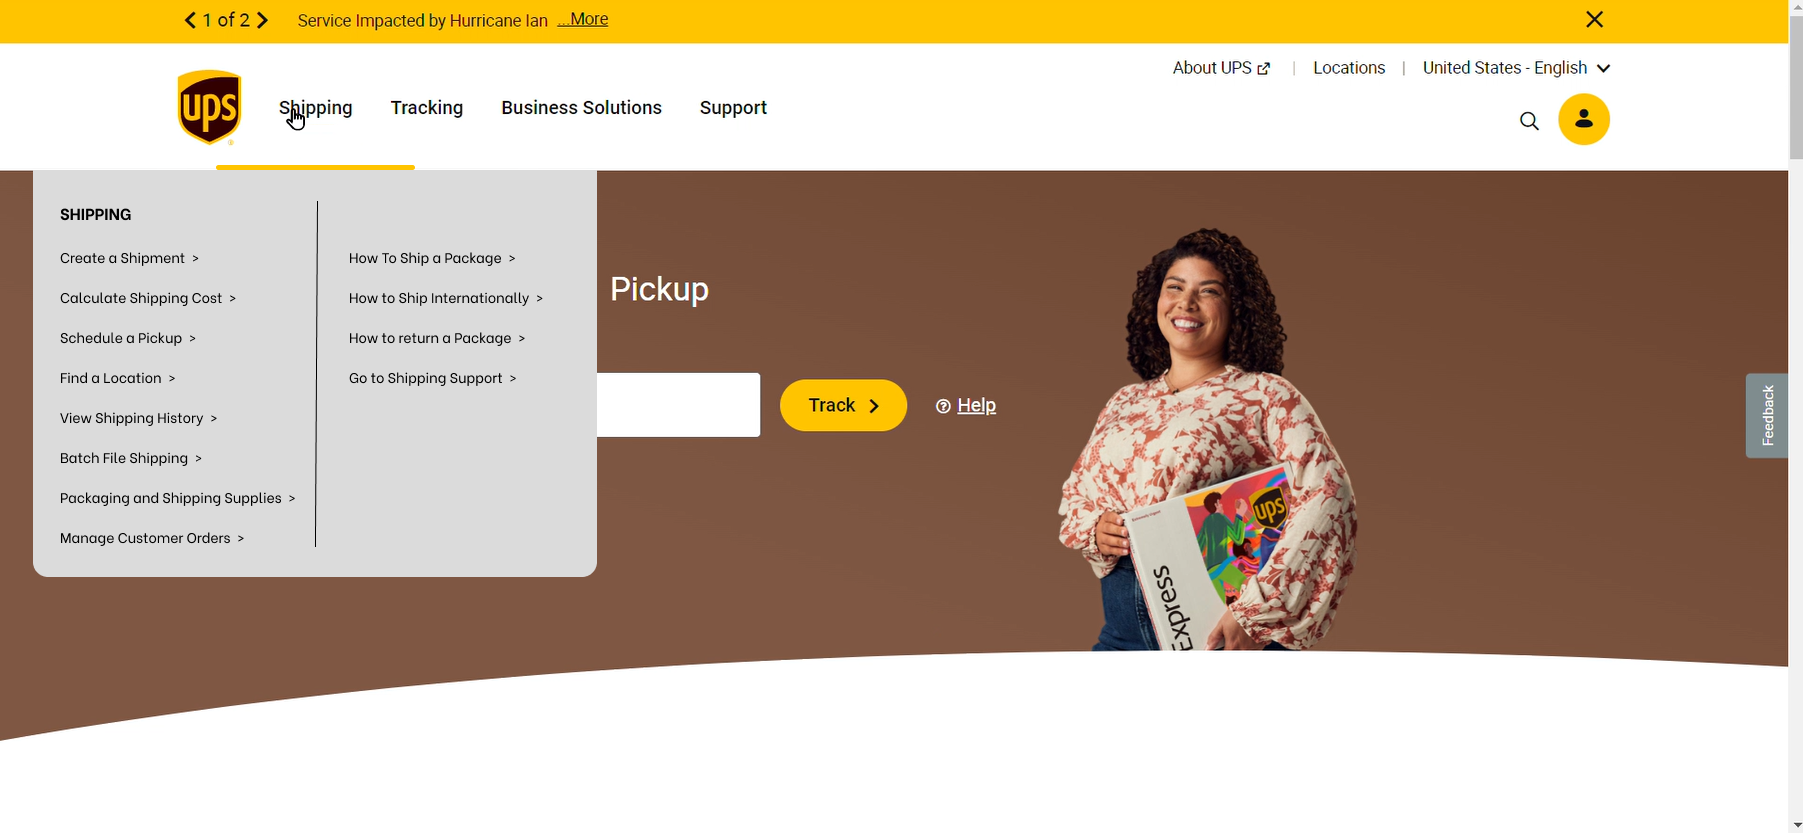 1 of 2 Service Impacted by Hurricane Ian ...More
About UPS | Locations | United States - English
ups
Shipping Tracking Business Solutions Support
SHIPPING
Create a Shipment >
Calculate Shipping Cost >
Schedule a Pickup >
Find a Location >
View Shipping History >
Batch File Shipping >
Packaging and Shipping Supplies >
Manage Customer Orders >
How To Ship a Package >
How to Ship Internationally >
How to return a Package >
Go to Shipping Support >
Pickup
Track
Help
Feedback
ups
Express